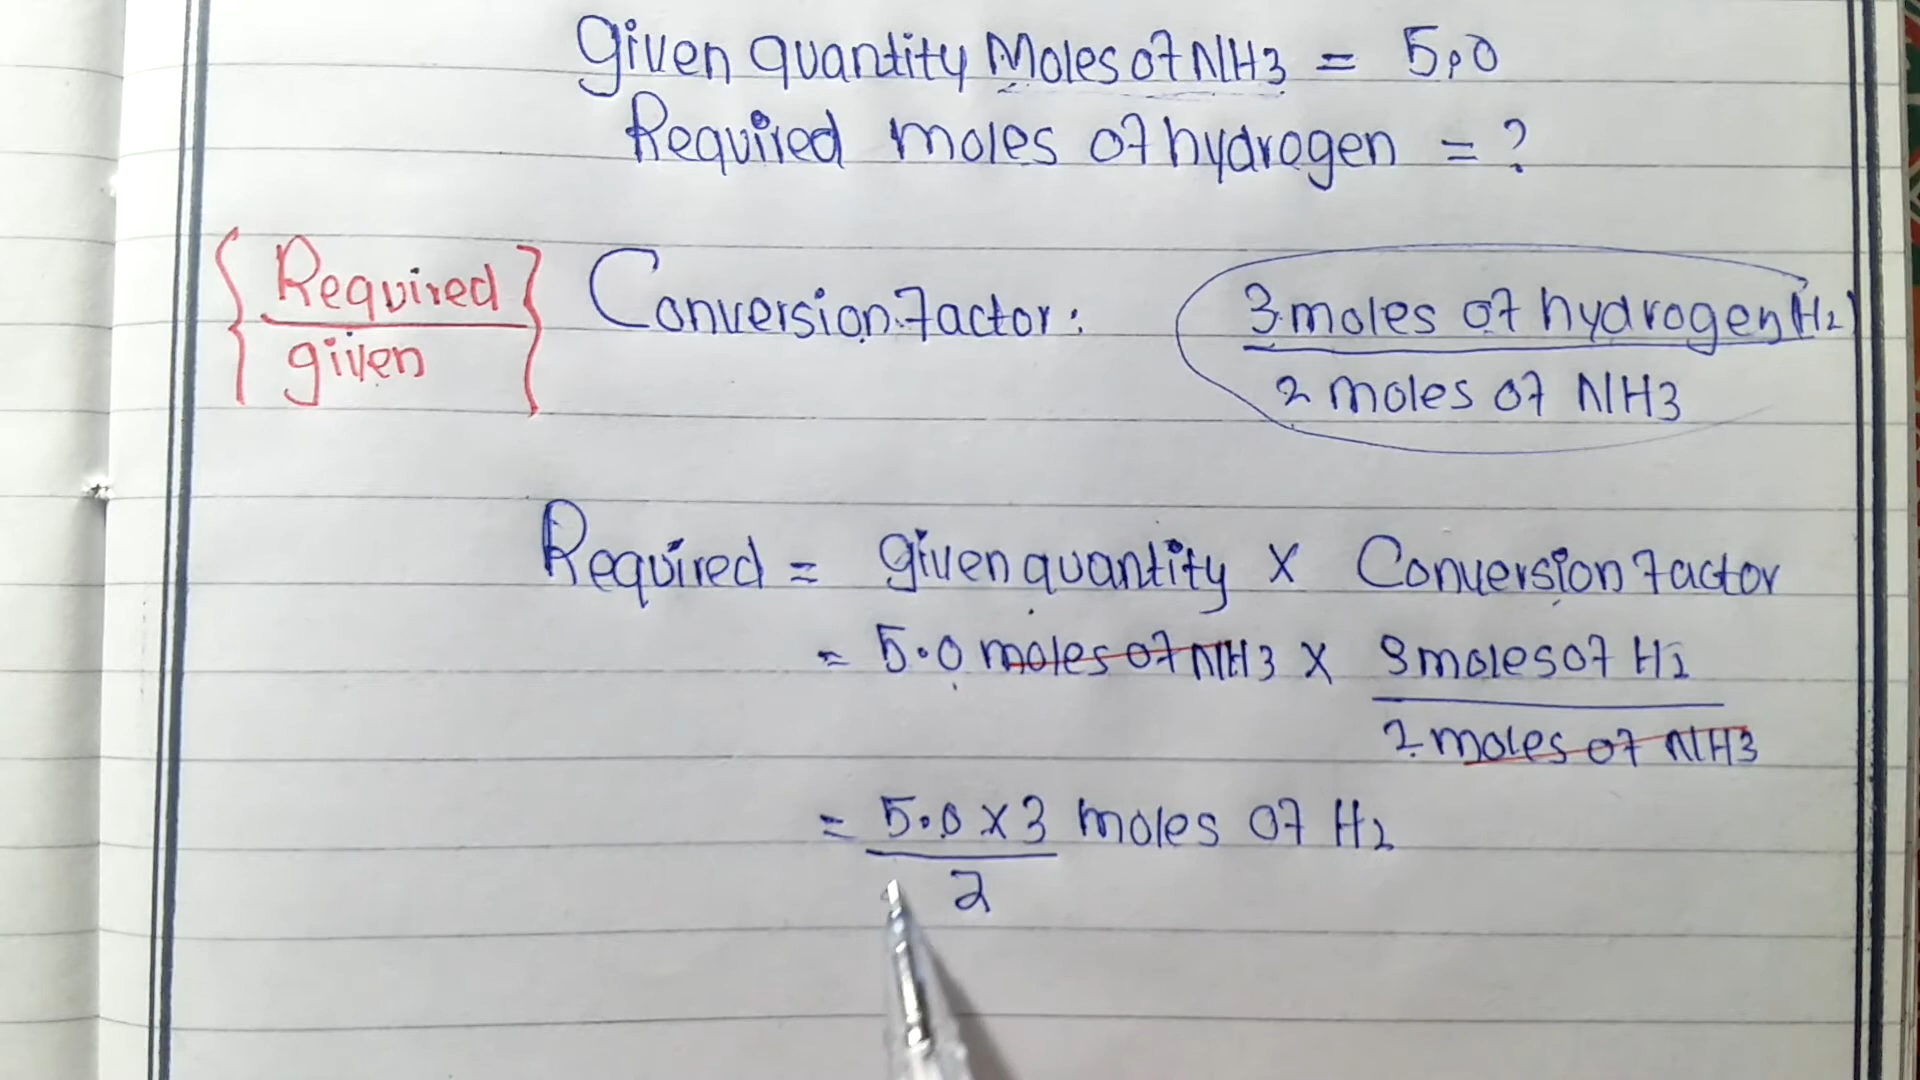 Given quantity Moles of NH3 = 5.0
Required moles of hydrogen = ?
{Required/given} Conversion factor: 3 moles of hydrogen(H2)
2 moles of NH3
Required = given quantity x Conversion factor
= 5.0 moles of NH3 x 3 moles of H2
2 moles of NH3
= 5.0 x 3 moles of H2
2